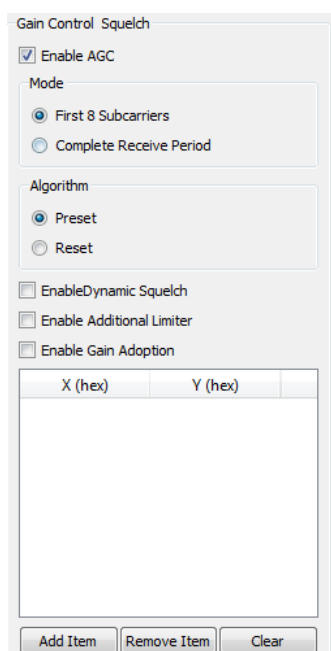 Gain Control Squelch
Enable AGC
Mode
First 8 Subcarriers
Complete Receive Period
Algorithm
Preset
Reset
EnableDynamic Squelch
Enable Additional Limiter
Enable Gain Adoption
X (hex) Y (hex)
Add Item Remove Item Clear